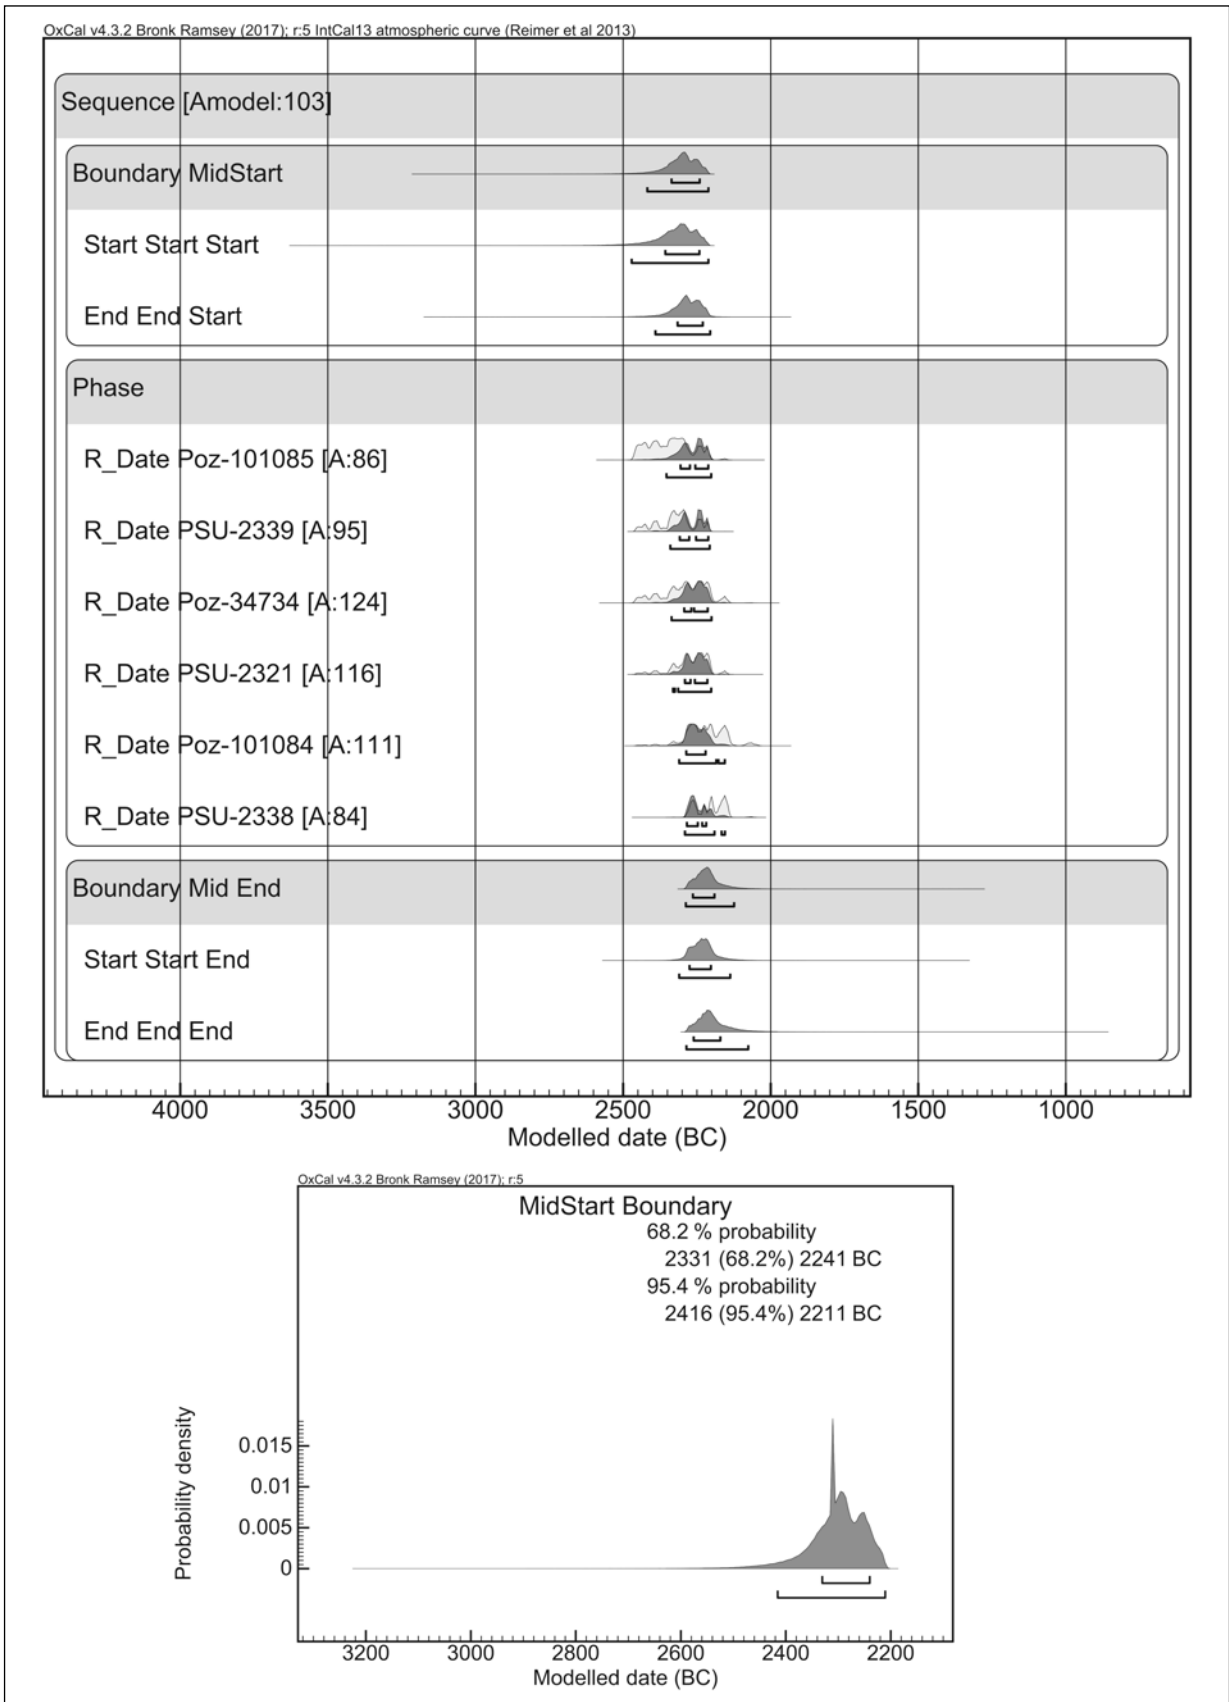 OxCal v4.3.2 Bronk Ramsey (2017); r:5 IntCal13 atmospheric curve (Reimer et al 2013)
Sequence [Amodel:103]
Boundary MidStart
Start Start Start
End End Start
Phase
R_Date Poz-101085 [A:86]
R_Date PSU-2339 [A:95]
R_Date Poz-34734 [A:124]
R_Date PSU-2321 [A:116]
R_Date Poz-101084 [A:111]
R_Date PSU-2338 [A:84]
Boundary Mid End
Start Start End
End End End
4000 3500 3000 2500 2000 1500 1000
Modelled date (BC)
OxCal v4.3.2 Bronk Ramsey (2017); r:5
MidStart Boundary
68.2 % probability
2331 (68.2%) 2241 BC
95.4 % probability
2416 (95.4%) 2211 BC
Probability density
0.015
0.01
0.005
0
3200 3000 2800 2600 2400 2200
Modelled date (BC)